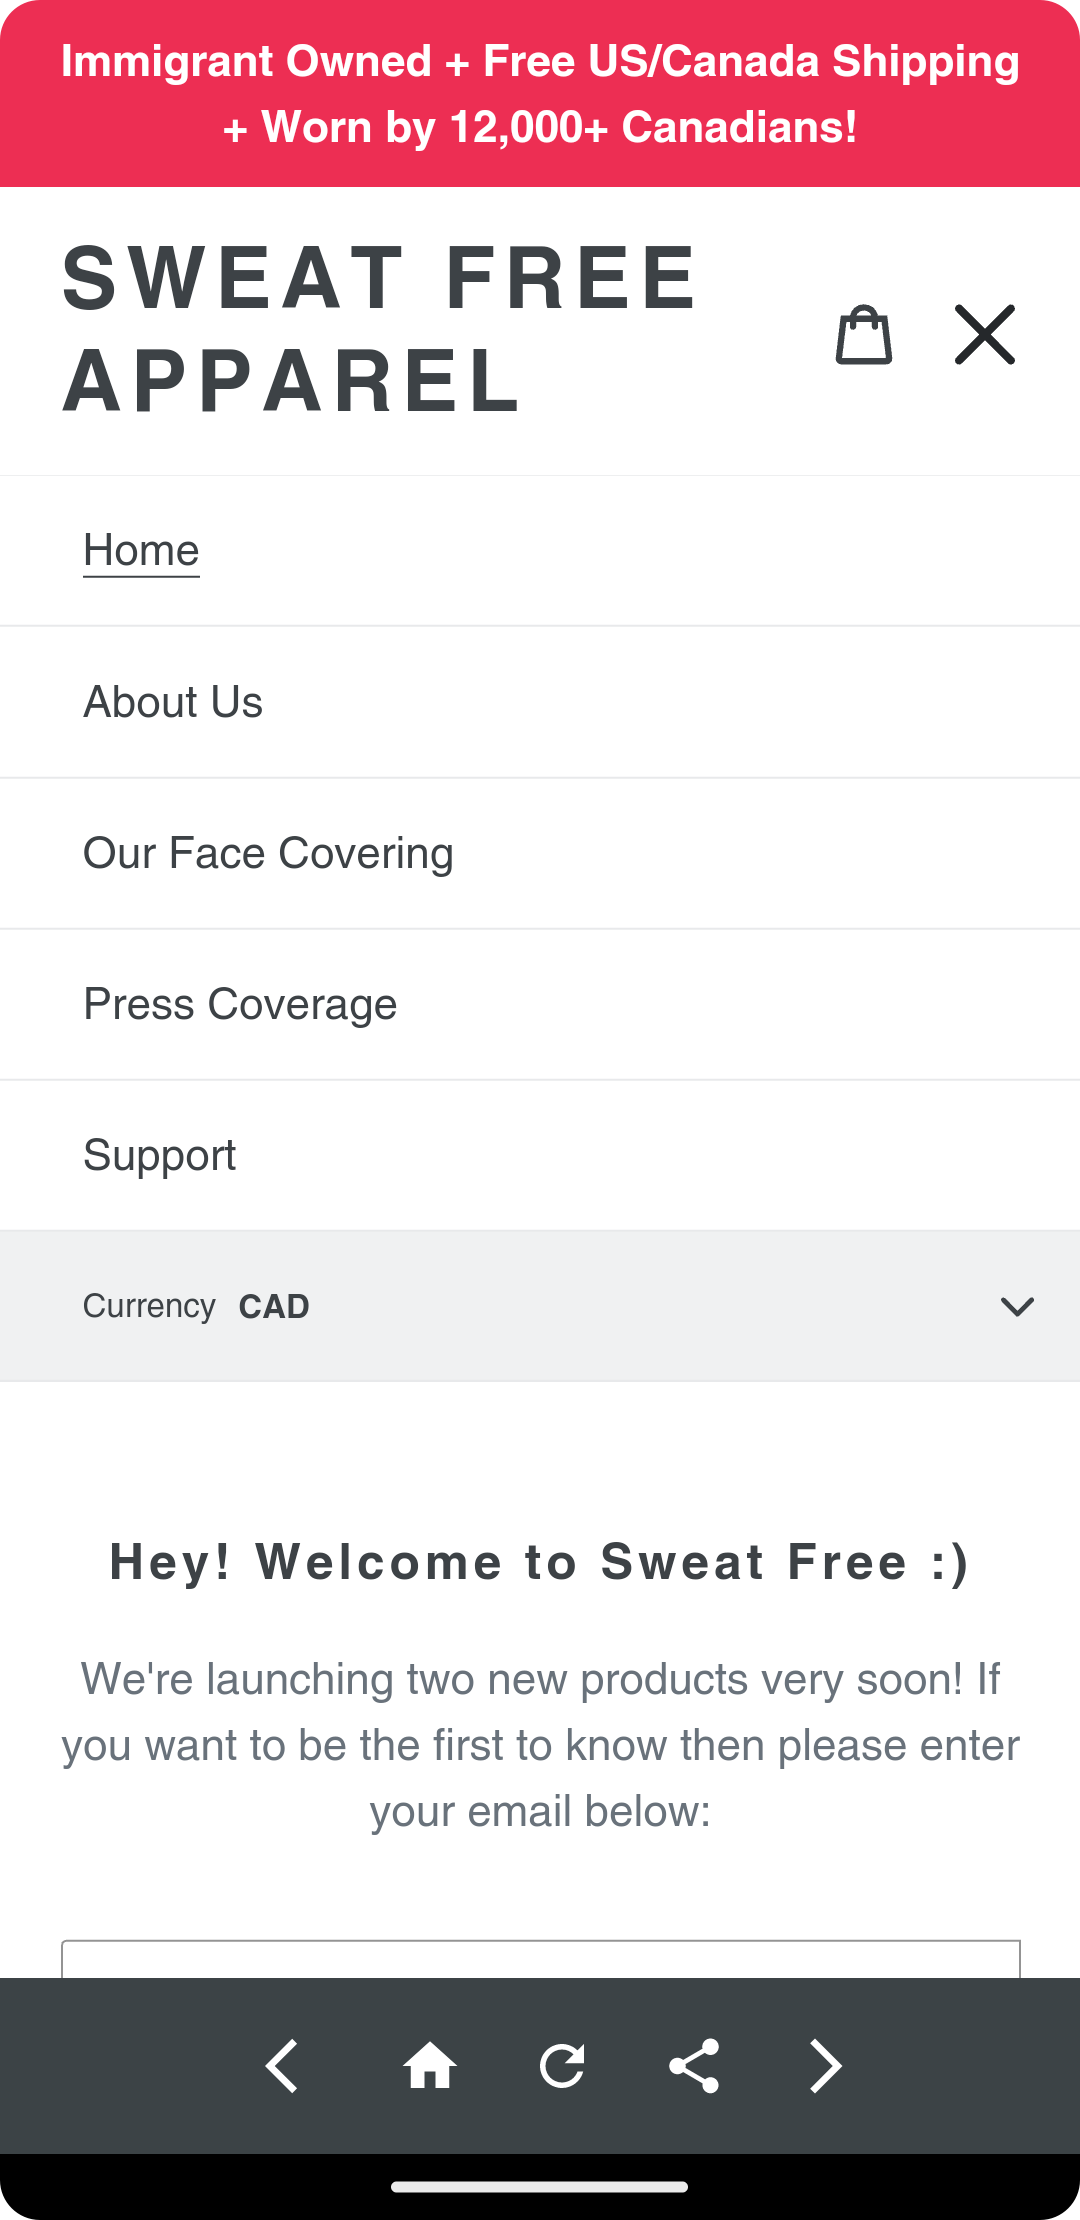 Immigrant Owned + Free US/Canada Shipping
+ Worn by 12,000+ Canadians!
SWEAT FREE
APPAREL
Home
About Us
Our Face Covering
Press Coverage
Support
Currency CAD
Hey! Welcome to Sweat Free :)
We're launching two new products very soon! If
you want to be the first to know then please enter
your email below: